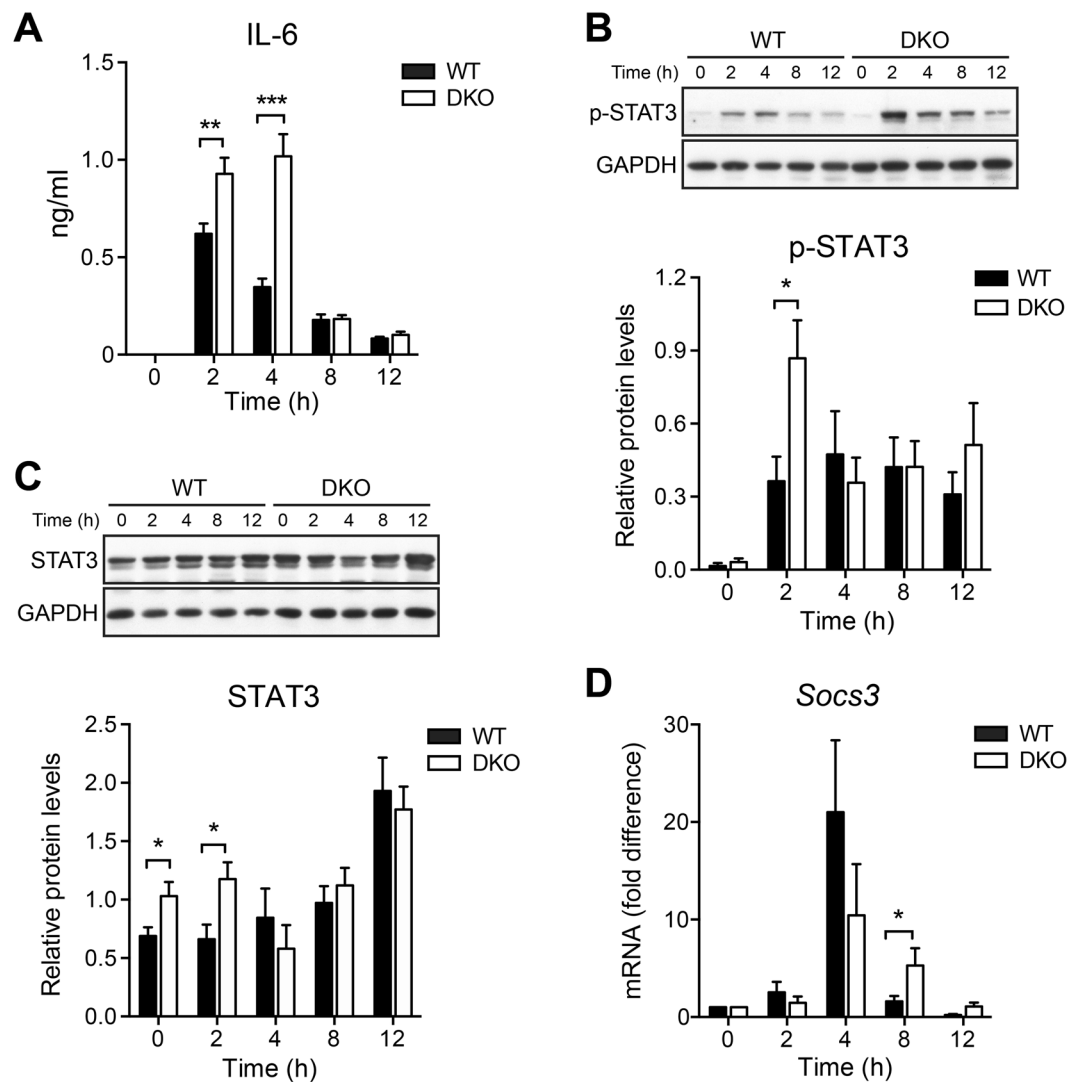 A
IL-6
1.5
1.0
0.5
0
ng/ml
WT
DKO
**
***
0 2 4 8 12
Time (h)
B
WT DKO
Time (h) 0 2 4 8 12 0 2 4 8 12
p-STAT3
GAPDH
p-STAT3
1.2
0.9
0.6
0.3
0.0
Relative protein levels
WT
DKO
*
0 2 4 8 12
Time (h)
C
WT DKO
Time (h) 0 2 4 8 12 0 2 4 8 12
STAT3
GAPDH
STAT3
2.5
2.0
1.5
1.0
0.5
0.0
Relative protein levels
WT
DKO
*
*
0 2 4 8 12
Time (h)
D
Socs3
30
20
10
0
mRNA (fold difference)
WT
DKO
*
0 2 4 8 12
Time (h)